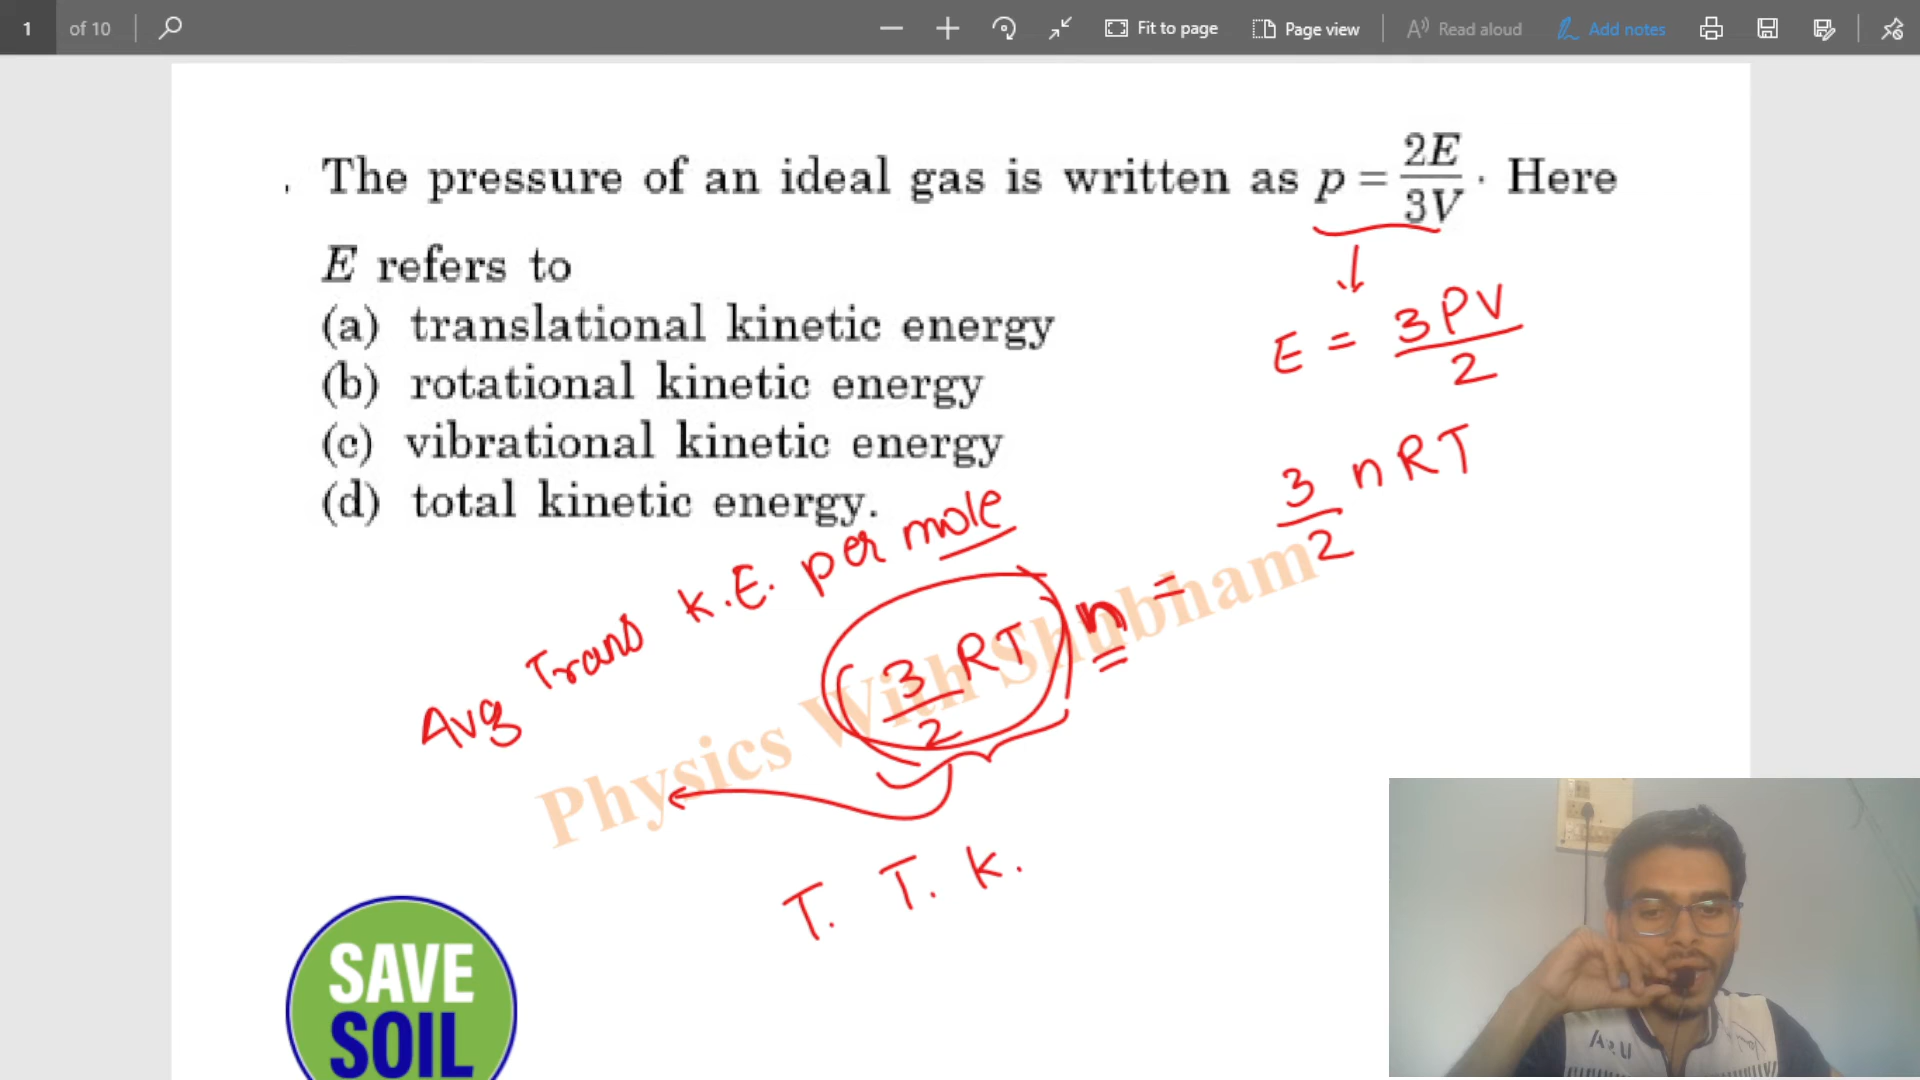 1 of 10 Fit to page Page view Read aloud Add notes
The pressure of an ideal gas is written as p = 2E/3V. Here
E refers to
(a) translational kinetic energy
(b) rotational kinetic energy
(c) vibrational kinetic energy
(d) total kinetic energy.
E = 3PV/2
3/2 nRT
Avg Trans K.E. per mole
(3/2 RT) n =
T. T. K.
Physics With Shubham
SAVE
SOIL